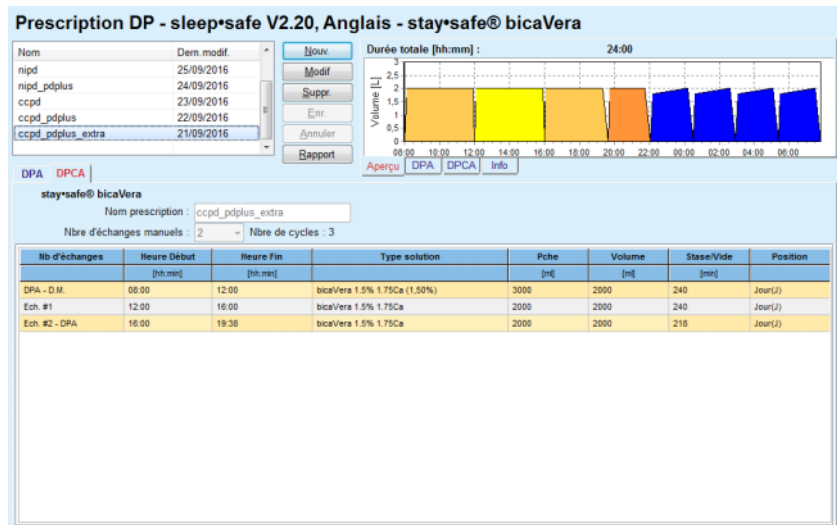 Prescription DP - sleep•safe V2.20, Anglais - stay•safe® bicaVera
Nom Dern.modif.
nipd 25/09/2016
nipd_pdplus 24/09/2016
ccpd 23/09/2016
ccpd_pdplus 22/09/2016
ccpd_pdplus_extra 21/09/2016
Nouv.
Modif
Suppr.
Enr.
Annuler
Rapport
Durée totale [hh:mm] : 24:00
Volume [L]
3
2,5
2
1,5
1
0,5
0
08:00 10:00 12:00 14:00 16:00 18:00 20:00 22:00 00:00 02:00 04:00 06:00
Aperçu DPA DPCA Info
DPA DPCA
stay•safe® bicaVera
Nom prescription : ccpd_pdplus_extra
Nbre d'échanges manuels : 2 Nbre de cycles : 3
Nb d'échanges Heure Début Heure Fin Type solution Pche Volume Stase/Vide Position
[hh:min] [hh:min] [ml] [ml] [min]
DPA - D.M. 08:00 12:00 bicaVera 1.5% 1.75Ca (1,50%) 3000 2000 240 Jour(J)
Ech. #1 12:00 16:00 bicaVera 1.5% 1.75Ca 2000 2000 240 Jour(J)
Ech. #2 - DPA 16:00 19:38 bicaVera 1.5% 1.75Ca 2000 2000 218 Jour(J)